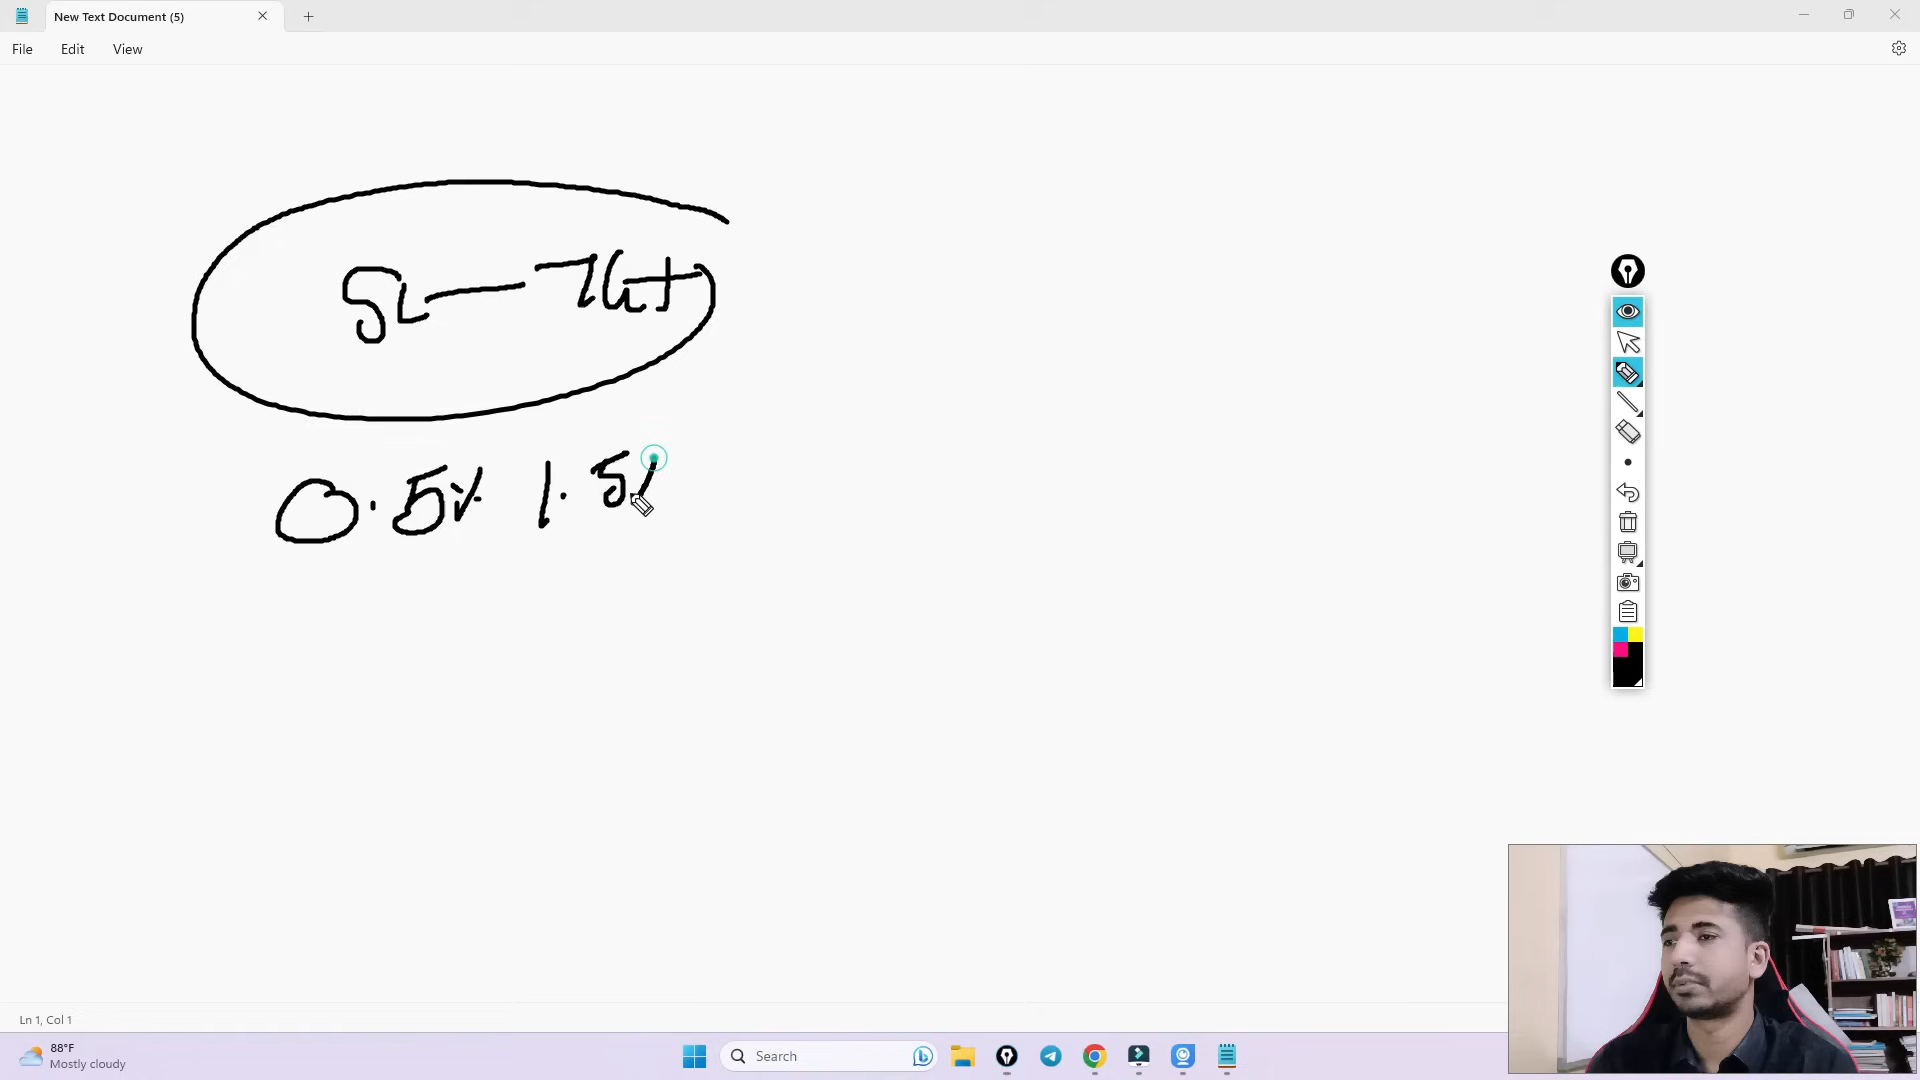 New Text Document (5)
File Edit View
SL
0.5% 1.5
Ln 1, Col 1
88°F
Mostly cloudy
Search